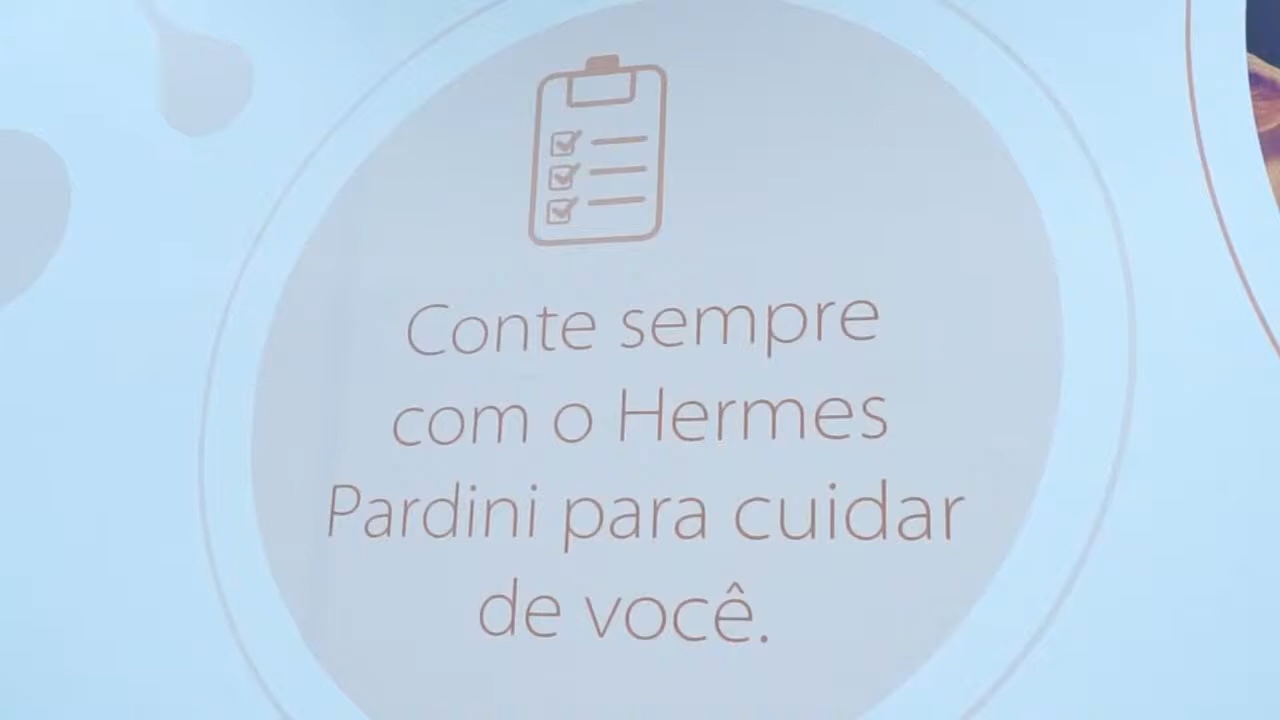 Conte sempre
com o Hermes
Pardini para cuidar
de você.